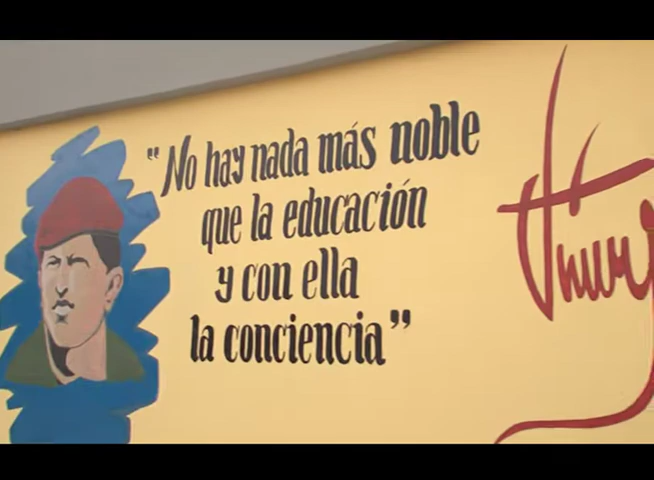 "No hay nada más noble
que la educación
y con ella
la conciencia"